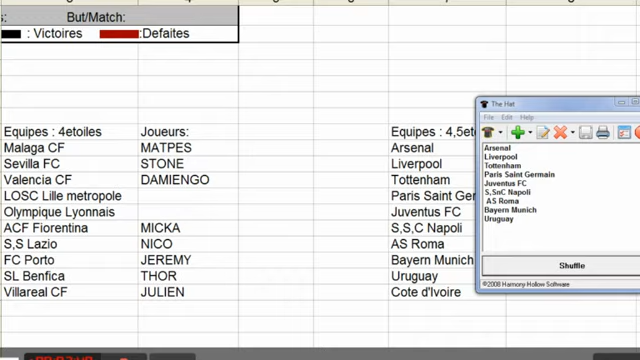 s: But/Match:
: Victoires :Defaites
Equipes : 4etoiles Joueurs: Equipes : 4,5eto
Malaga CF MATPES Arsenal
Sevilla FC STONE Liverpool
Valencia CF DAMIENGO Tottenham
LOSC Lille metropole Paris Saint Ger
Olympique Lyonnais Juventus FC
ACF Fiorentina MICKA S,S,C Napoli
S,S Lazio NICO AS Roma
FC Porto JEREMY Bayern Munich
SL Benfica THOR Uruguay
Villareal CF JULIEN Cote d'Ivoire
The Hat
File Edit Help
Arsenal
Liverpool
Tottenham
Paris Saint Germain
Juventus FC
S,SnC Napoli
AS Roma
Bayern Munich
Uruguay
Shuffle
©2008 Harmony Hollow Software